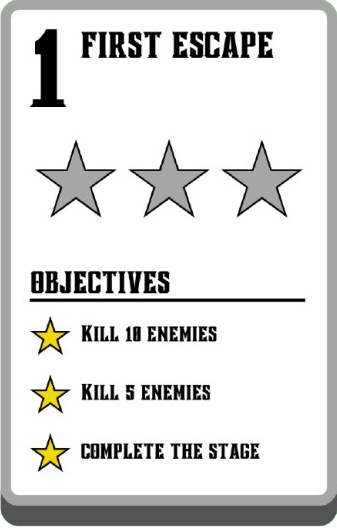 1 FIRST ESCAPE
OBJECTIVES
KILL 10 ENEMIES
KILL 5 ENEMIES
COMPLETE THE STAGE